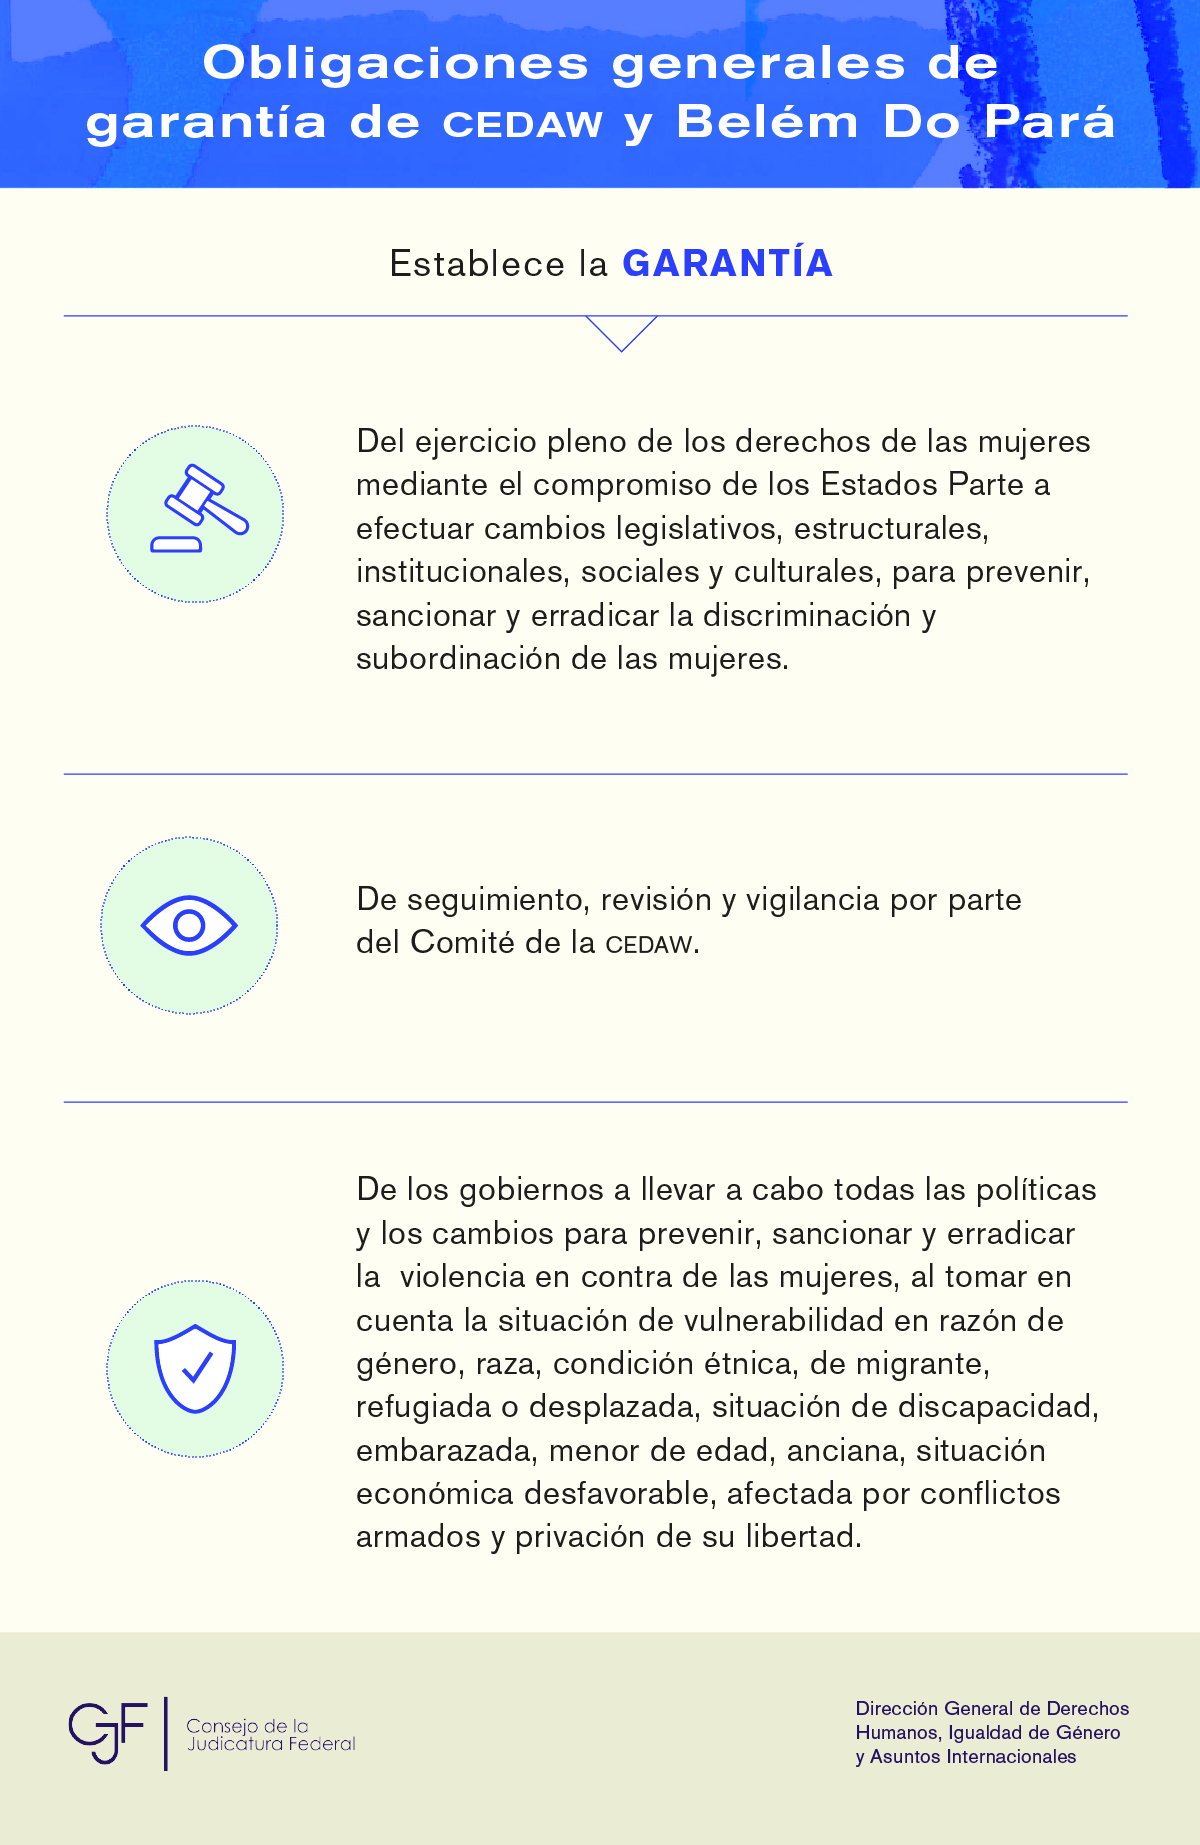 Obligaciones generales de
garantía de CEDAW y Belém Do Pará
Establece la GARANTÍA
Del ejercicio pleno de los derechos de las mujeres
mediante el compromiso de los Estados Parte a
efectuar cambios legislativos, estructurales,
institucionales, sociales y culturales, para prevenir,
sancionar y erradicar la discriminación y
subordinación de las mujeres.
De seguimiento, revisión y vigilancia por parte
del Comité de la CEDAW.
De los gobiernos a llevar a cabo todas las políticas
y los cambios para prevenir, sancionar y erradicar
la  violencia en contra de las mujeres, al tomar en
cuenta la situación de vulnerabilidad en razón de
género, raza, condición étnica, de migrante,
refugiada o desplazada, situación de discapacidad,
embarazada, menor de edad, anciana, situación
económica desfavorable, afectada por conflictos
armados y privación de su libertad.
CJF
Consejo de la
Judicatura Federal
Dirección General de Derechos
Humanos, Igualdad de Género
y Asuntos Internacionales